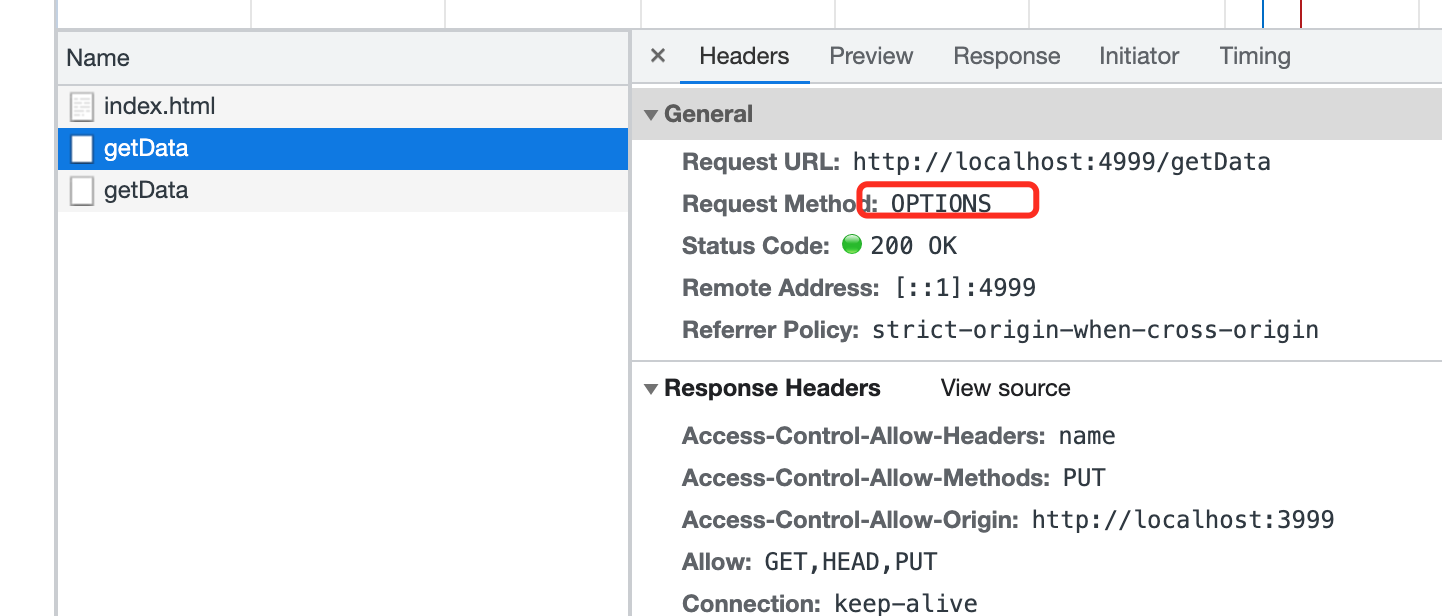 Name
index.html
getData
getData
× Headers Preview Response Initiator Timing
General
Request URL: http://localhost:4999/getData
Request Method: OPTIONS
Status Code: 200 OK
Remote Address: [::1]:4999
Referrer Policy: strict-origin-when-cross-origin
Response Headers View source
Access-Control-Allow-Headers: name
Access-Control-Allow-Methods: PUT
Access-Control-Allow-Origin: http://localhost:3999
Allow: GET,HEAD,PUT
Connection: keep-alive